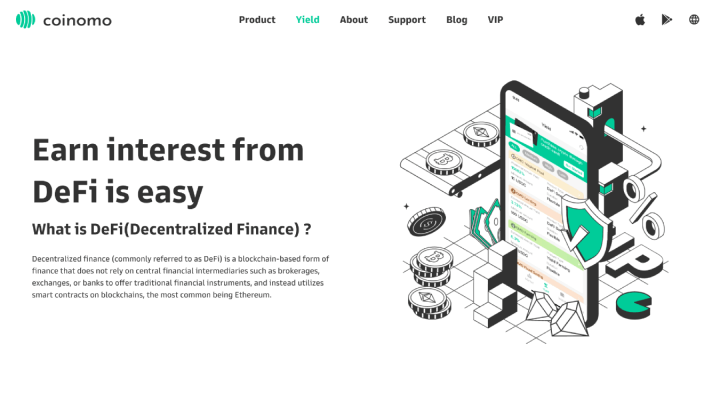 coinomo
Product Yield About Support Blog VIP
Earn interest from
DeFi is easy
What is DeFi(Decentralized Finance) ?
Decentralized finance (commonly referred to as DeFi) is a blockchain-based form of
finance that does not rely on central financial intermediaries such as brokerages,
exchanges, or banks to offer traditional financial instruments, and instead utilizes
smart contracts on blockchains, the most common being Ethereum.